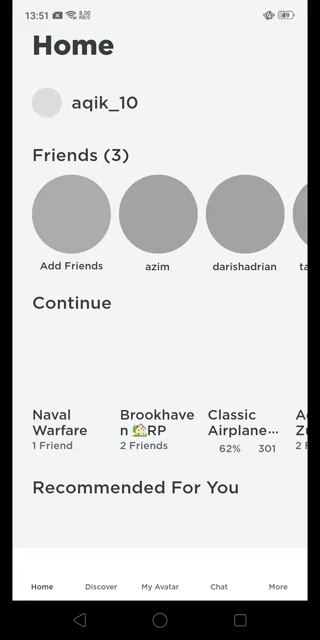 13:51
49
Home
aqik_10
Friends (3)
Add Friends azim darishadrian
Continue
Naval Warfare
1 Friend
Brookhave
n 🏡RP
2 Friends
Classic
Airplane...
62% 301
Recommended For You
Home Discover My Avatar Chat More